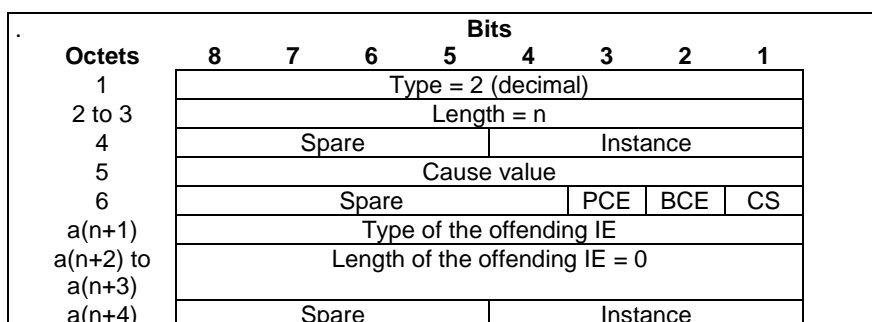 .
Bits
Octets 8 7 6 5 4 3 2 1
1 Type = 2 (decimal)
2 to 3 Length = n
4 Spare Instance
5 Cause value
6 Spare PCE BCE CS
a(n+1) Type of the offending IE
a(n+2) to Length of the offending IE = 0
a(n+3)
a(n+4) Spare Instance